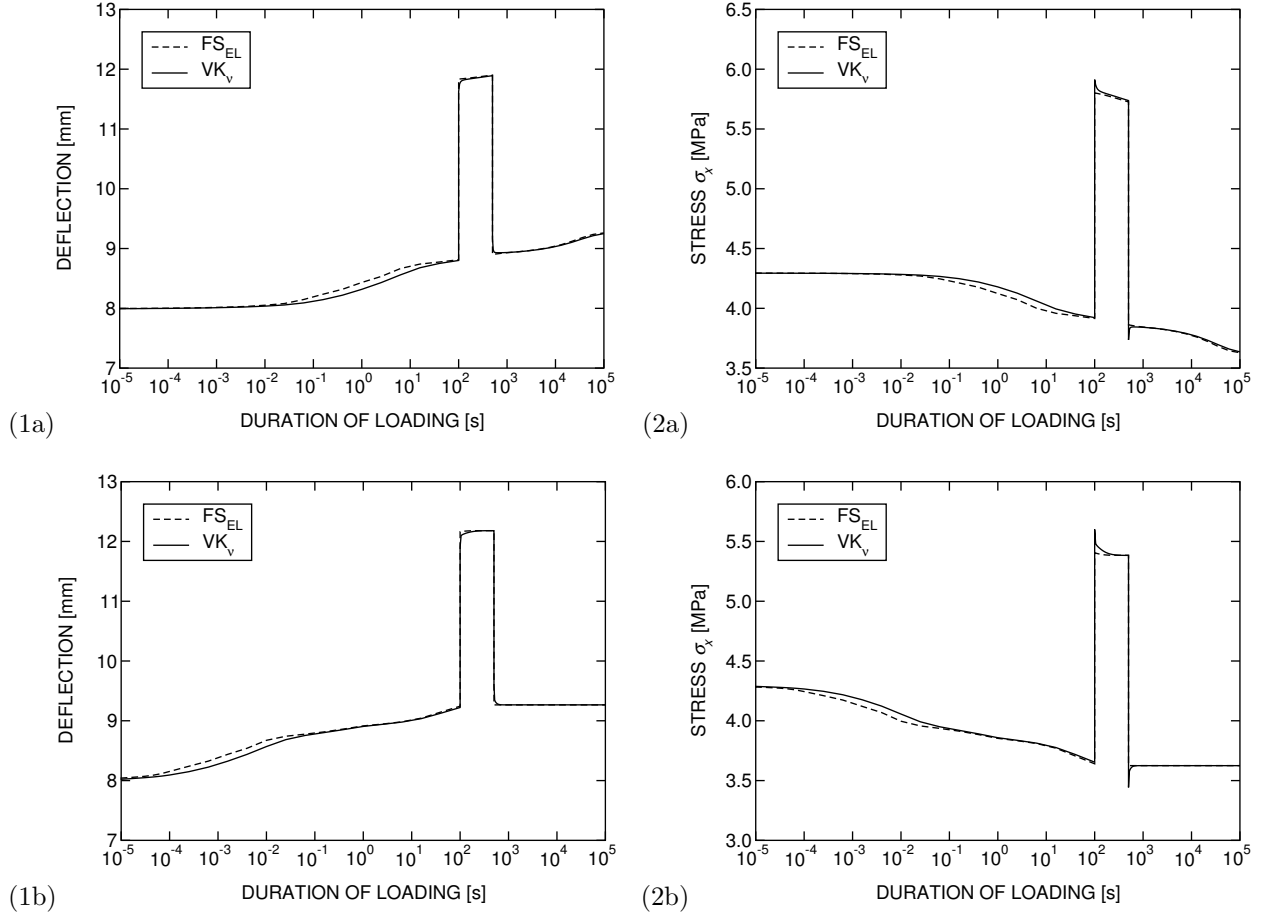 13
12
11
10
9
8
7
DEFLECTION [mm]
FS_EL
VK_ν
10^-5 10^-4 10^-3 10^-2 10^-1 10^0 10^1 10^2 10^3 10^4 10^5
DURATION OF LOADING [s]
(1a)
6.5
6.0
5.5
5.0
4.5
4.0
3.5
STRESS σ_x [MPa]
FS_EL
VK_ν
10^-5 10^-4 10^-3 10^-2 10^-1 10^0 10^1 10^2 10^3 10^4 10^5
DURATION OF LOADING [s]
(2a)
13
12
11
10
9
8
7
DEFLECTION [mm]
FS_EL
VK_ν
10^-5 10^-4 10^-3 10^-2 10^-1 10^0 10^1 10^2 10^3 10^4 10^5
DURATION OF LOADING [s]
(1b)
6.0
5.5
5.0
4.5
4.0
3.5
3.0
STRESS σ_x [MPa]
FS_EL
VK_ν
10^-5 10^-4 10^-3 10^-2 10^-1 10^0 10^1 10^2 10^3 10^4 10^5
DURATION OF LOADING [s]
(2b)